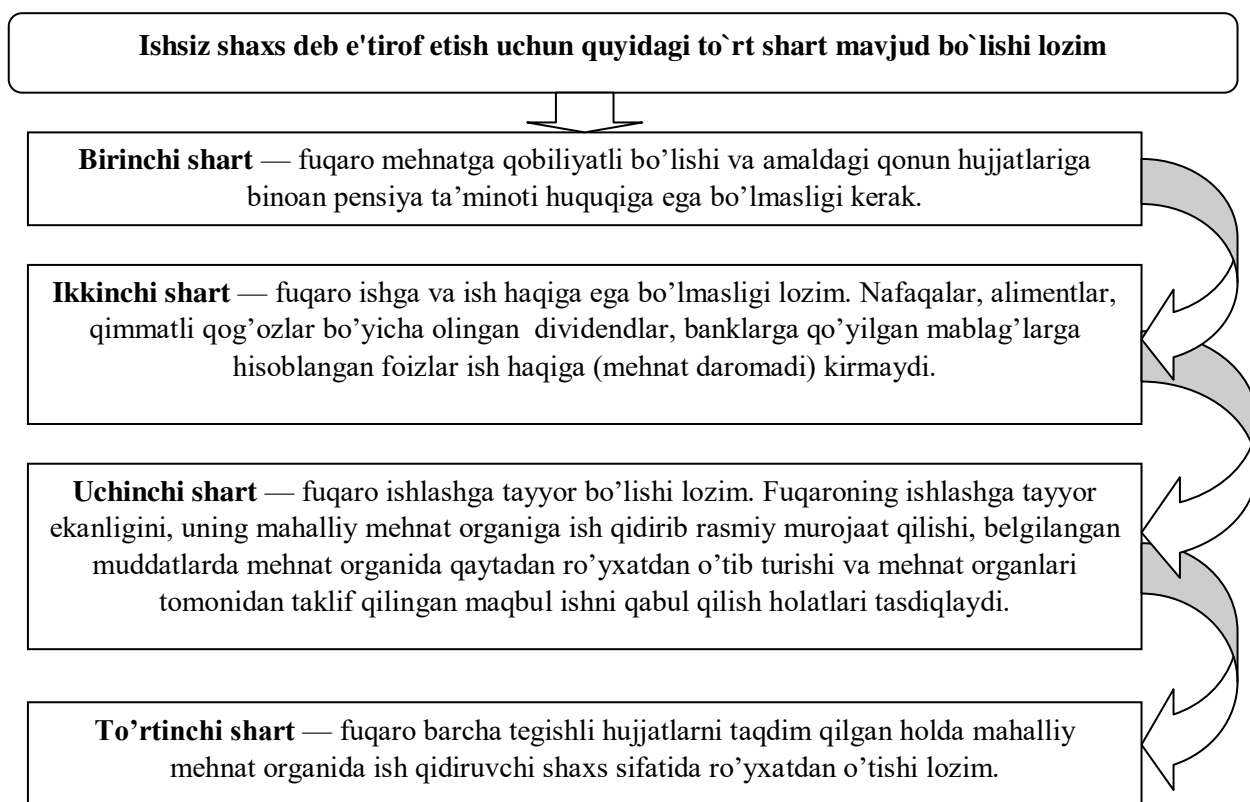 Ishsiz shaxs deb e'tirof etish uchun quyidagi to`rt shart mavjud bo`lishi lozim
Birinchi shart — fuqaro mehnatga qobiliyatli bo’lishi va amaldagi qonun hujjatlariga
binoan pensiya ta’minoti huquqiga ega bo’lmasligi kerak.
Ikkinchi shart — fuqaro ishga va ish haqiga ega bo’lmasligi lozim. Nafaqalar, alimentlar,
qimmatli qog’ozlar bo’yicha olingan dividendlar, banklarga qo’yilgan mablag’larga
hisoblangan foizlar ish haqiga (mehnat daromadi) kirmaydi.
Uchinchi shart — fuqaro ishlashga tayyor bo’lishi lozim. Fuqaroning ishlashga tayyor
ekanligini, uning mahalliy mehnat organiga ish qidirib rasmiy murojaat qilishi, belgilangan
muddatlarda mehnat organida qaytadan ro’yxatdan o’tib turishi va mehnat organlari
tomonidan taklif qilingan maqbul ishni qabul qilish holatlari tasdiqlaydi.
To’rtinchi shart — fuqaro barcha tegishli hujjatlarni taqdim qilgan holda mahalliy
mehnat organida ish qidiruvchi shaxs sifatida ro’yxatdan o’tishi lozim.